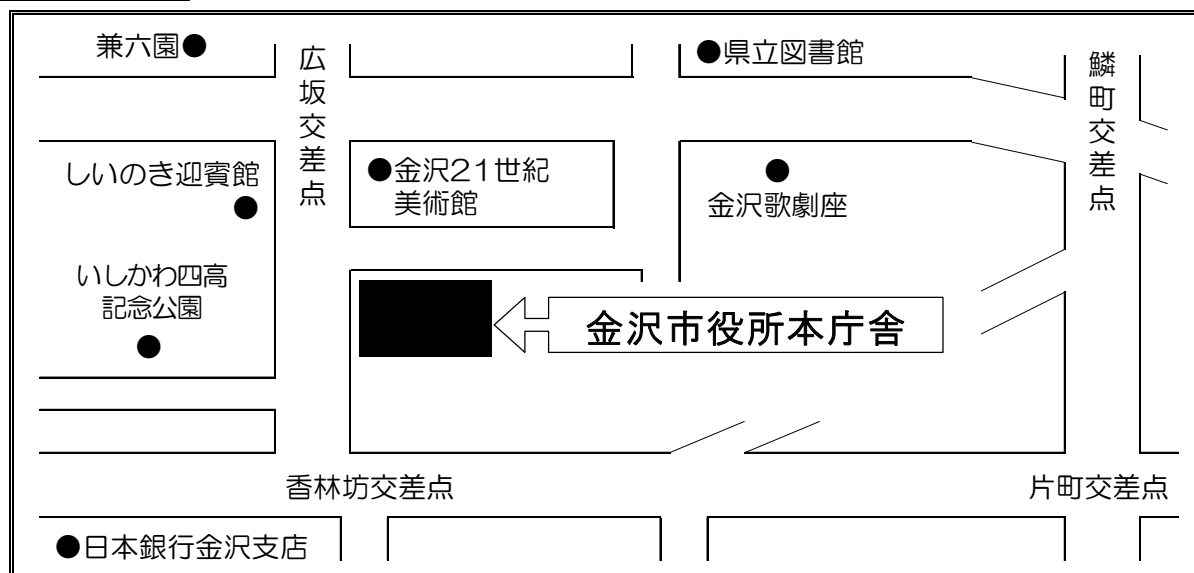 兼六園●
広坂交差点
●県立図書館
鱗町交差点
しいのき迎賓館
●
●金沢21世紀
美術館
●
金沢歌劇座
いしかわ四高
記念公園
●
金沢市役所本庁舎
香林坊交差点
片町交差点
●日本銀行金沢支店